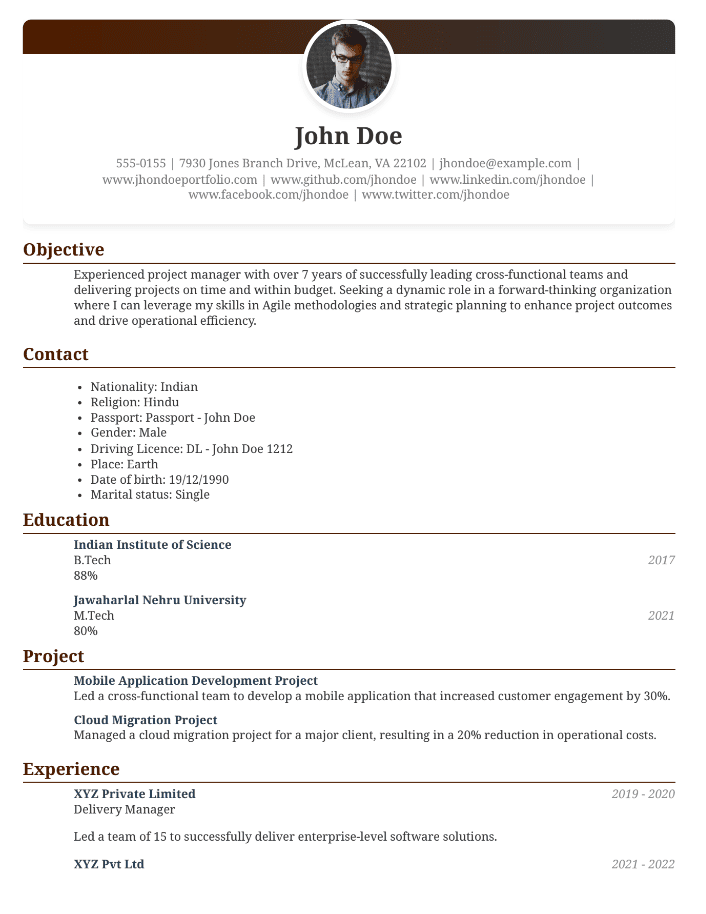 John Doe
555-0155 | 7930 Jones Branch Drive, McLean, VA 22102 | jhondoe@example.com |
www.jhondoeportfolio.com | www.github.com/jhondoe | www.linkedin.com/jhondoe |
www.facebook.com/jhondoe | www.twitter.com/jhondoe
Objective
Experienced project manager with over 7 years of successfully leading cross-functional teams and
delivering projects on time and within budget. Seeking a dynamic role in a forward-thinking organization
where I can leverage my skills in Agile methodologies and strategic planning to enhance project outcomes
and drive operational efficiency.
Contact
• Nationality: Indian
• Religion: Hindu
• Passport: Passport - John Doe
• Gender: Male
• Driving Licence: DL - John Doe 1212
• Place: Earth
• Date of birth: 19/12/1990
• Marital status: Single
Education
Indian Institute of Science
B.Tech 2017
88%
Jawaharlal Nehru University
M.Tech 2021
80%
Project
Mobile Application Development Project
Led a cross-functional team to develop a mobile application that increased customer engagement by 30%.
Cloud Migration Project
Managed a cloud migration project for a major client, resulting in a 20% reduction in operational costs.
Experience
XYZ Private Limited 2019 - 2020
Delivery Manager
Led a team of 15 to successfully deliver enterprise-level software solutions.
XYZ Pvt Ltd 2021 - 2022